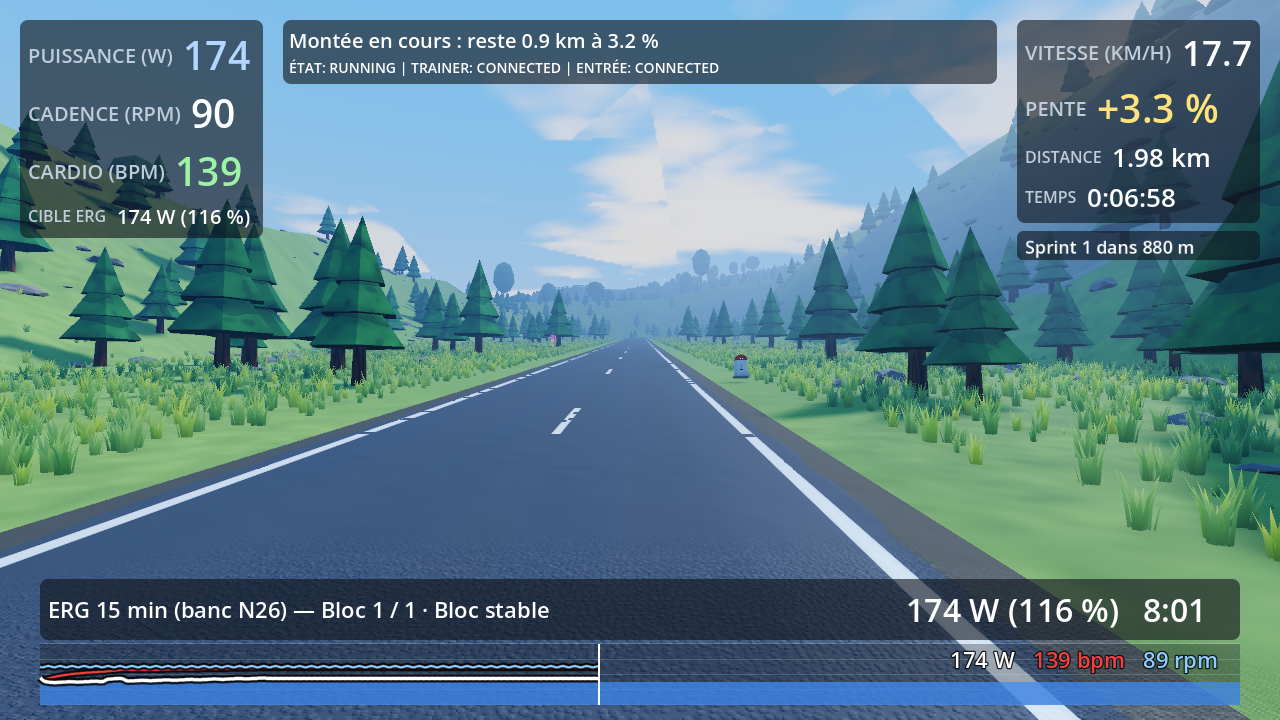 PUISSANCE (W) 174
CADENCE (RPM) 90
CARDIO (BPM) 139
CIBLE ERG 174 W (116 %)
Montée en cours : reste 0.9 km à 3.2 %
ÉTAT: RUNNING | TRAINER: CONNECTED | ENTRÉE: CONNECTED
VITESSE (KM/H) 17.7
PENTE +3.3 %
DISTANCE 1.98 km
TEMPS 0:06:58
Sprint 1 dans 880 m
ERG 15 min (banc N26) — Bloc 1 / 1 · Bloc stable 174 W (116 %) 8:01
174 W 139 bpm 89 rpm